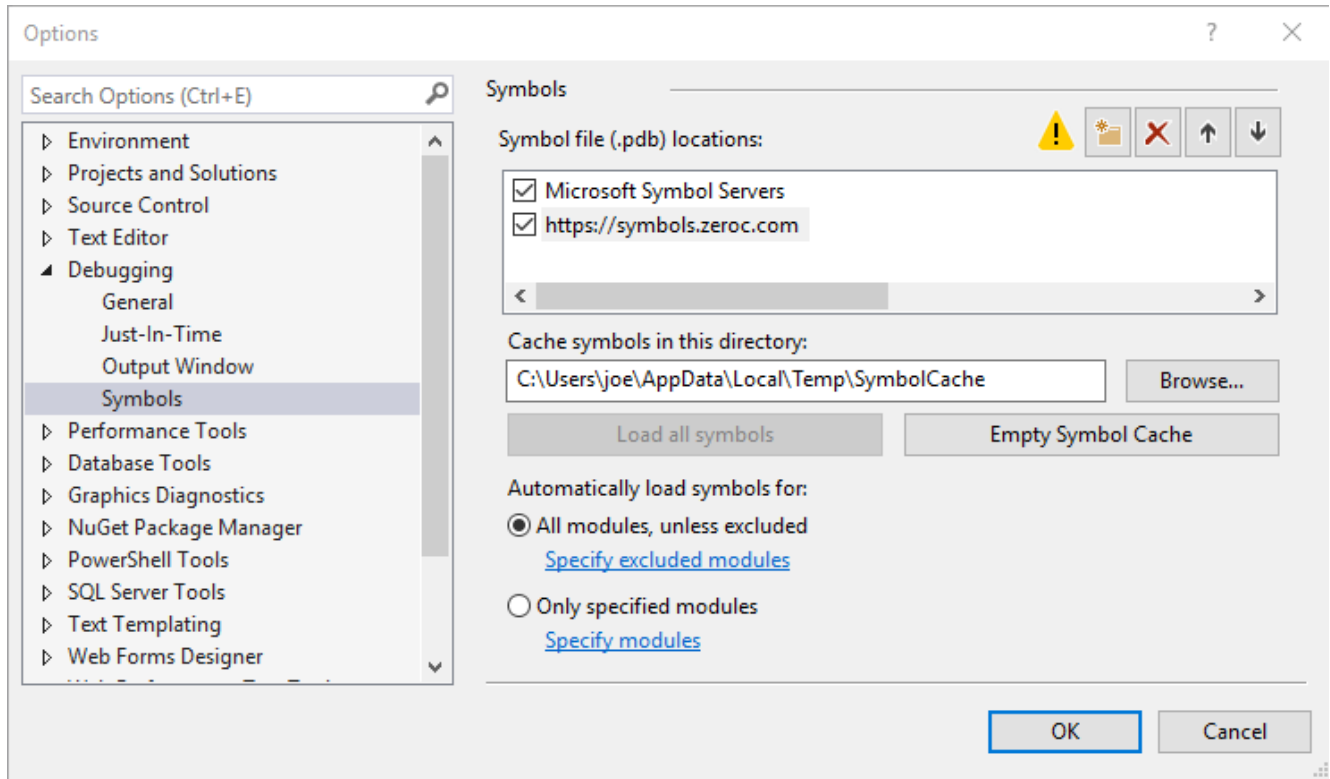 Options
Search Options (Ctrl+E)
Environment
Projects and Solutions
Source Control
Text Editor
Debugging
General
Just-In-Time
Output Window
Symbols
Performance Tools
Database Tools
Graphics Diagnostics
NuGet Package Manager
PowerShell Tools
SQL Server Tools
Text Templating
Web Forms Designer
Symbols
Symbol file (.pdb) locations:
Microsoft Symbol Servers
https://symbols.zeroc.com
Cache symbols in this directory:
C:\Users\joe\AppData\Local\Temp\SymbolCache
Browse...
Load all symbols
Empty Symbol Cache
Automatically load symbols for:
All modules, unless excluded
Specify excluded modules
Only specified modules
Specify modules
OK
Cancel